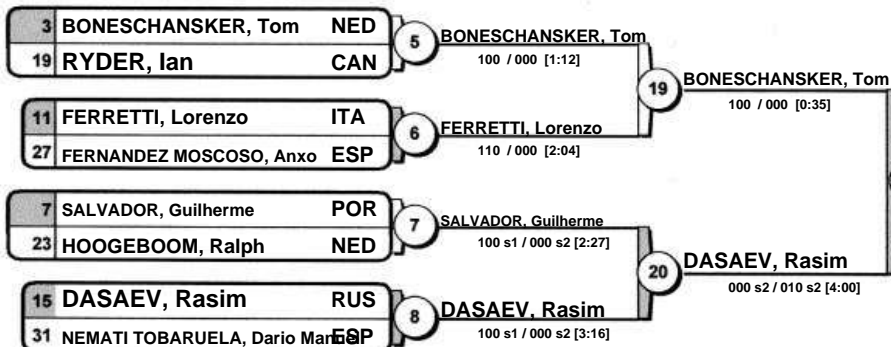 3 BONESCHANSKER, Tom NED
19 RYDER, Ian CAN
5
BONESCHANSKER, Tom
100 / 000 [1:12]
11 FERRETTI, Lorenzo ITA
27 FERNANDEZ MOSCOSO, Anxo ESP
6
FERRETTI, Lorenzo
110 / 000 [2:04]
19
BONESCHANSKER, Tom
100 / 000 [0:35]
7 SALVADOR, Guilherme POR
23 HOOGEBOOM, Ralph NED
7
SALVADOR, Guilherme
100 s1 / 000 s2 [2:27]
15 DASAEV, Rasim RUS
31 NEMATI TOBARUELA, Dario Manuel ESP
8
DASAEV, Rasim
100 s1 / 000 s2 [3:16]
20
DASAEV, Rasim
000 s2 / 010 s2 [4:00]